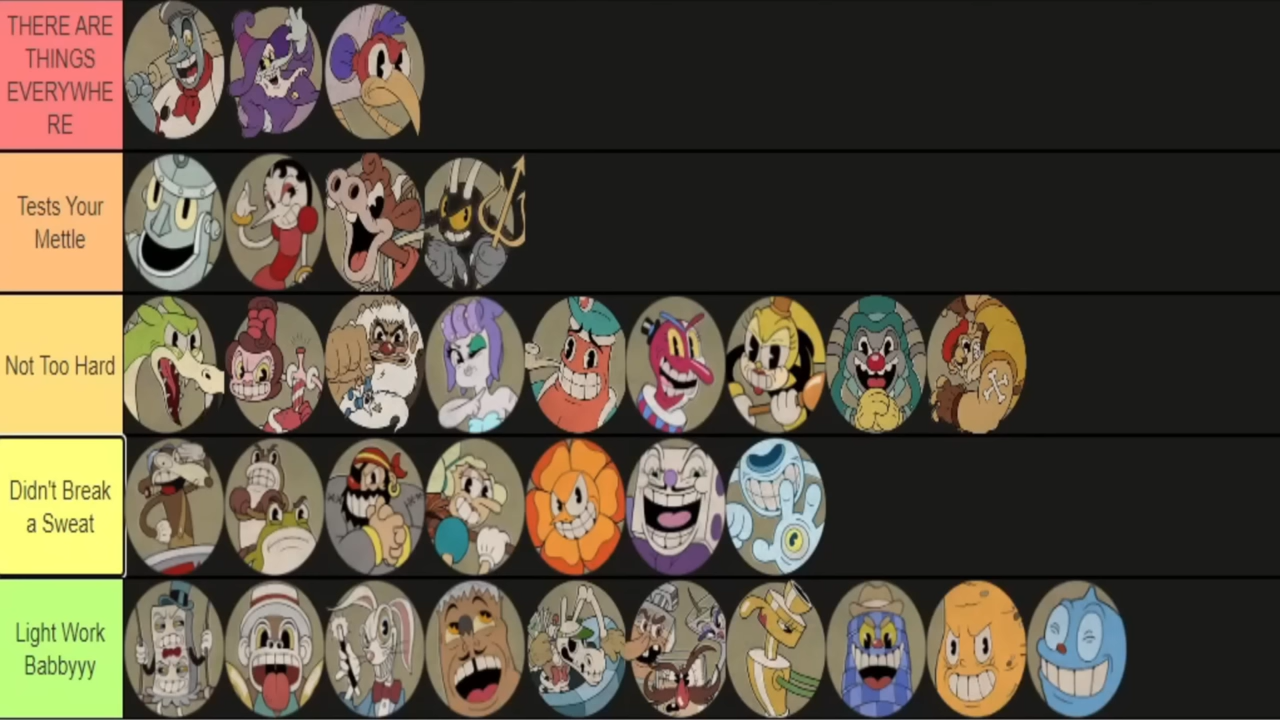 THERE ARE
THINGS
EVERYWHE
RE
Tests Your
Mettle
Not Too Hard
Didn't Break
a Sweat
Light Work
Babbyyy